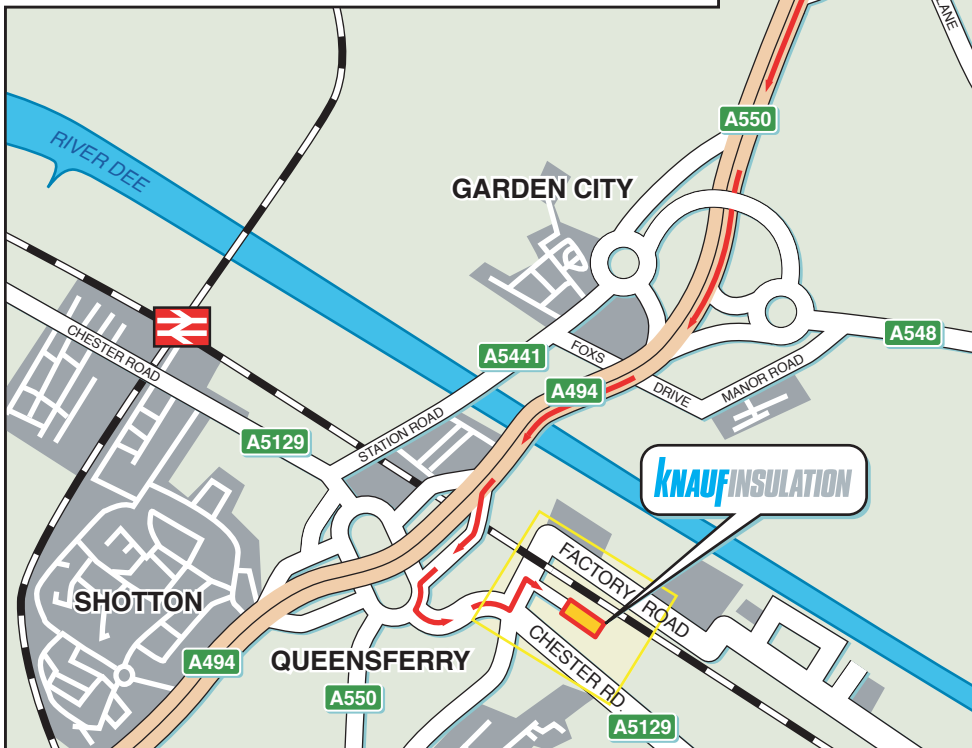 LANE
A550
RIVER DEE
GARDEN CITY
A548
CHESTER ROAD
A5441
FOXS DRIVE
MANOR ROAD
A494
STATION ROAD
A5129
KNAUFINSULATION
FACTORY ROAD
SHOTTON
CHESTER RD
QUEENSFERRY
A494
A550
A5129